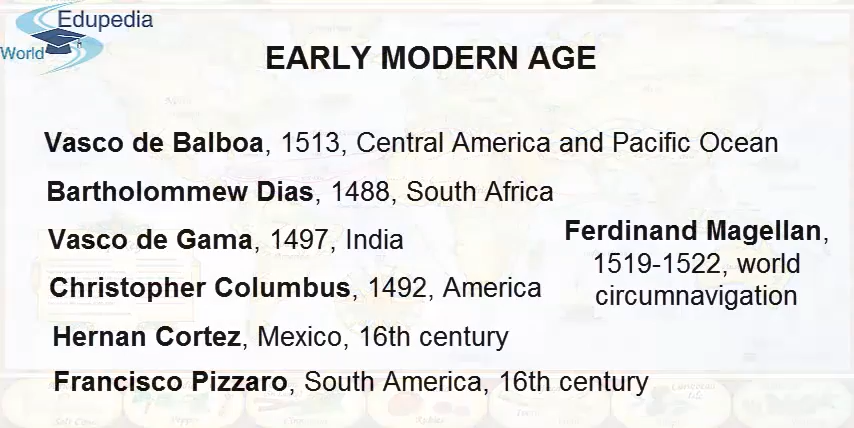 Edupedia
World
EARLY MODERN AGE
Vasco de Balboa, 1513, Central America and Pacific Ocean
Bartholommew Dias, 1488, South Africa
Vasco de Gama, 1497, India
Christopher Columbus, 1492, America
Hernan Cortez, Mexico, 16th century
Francisco Pizzaro, South America, 16th century
Ferdinand Magellan,
1519-1522, world
circumnavigation